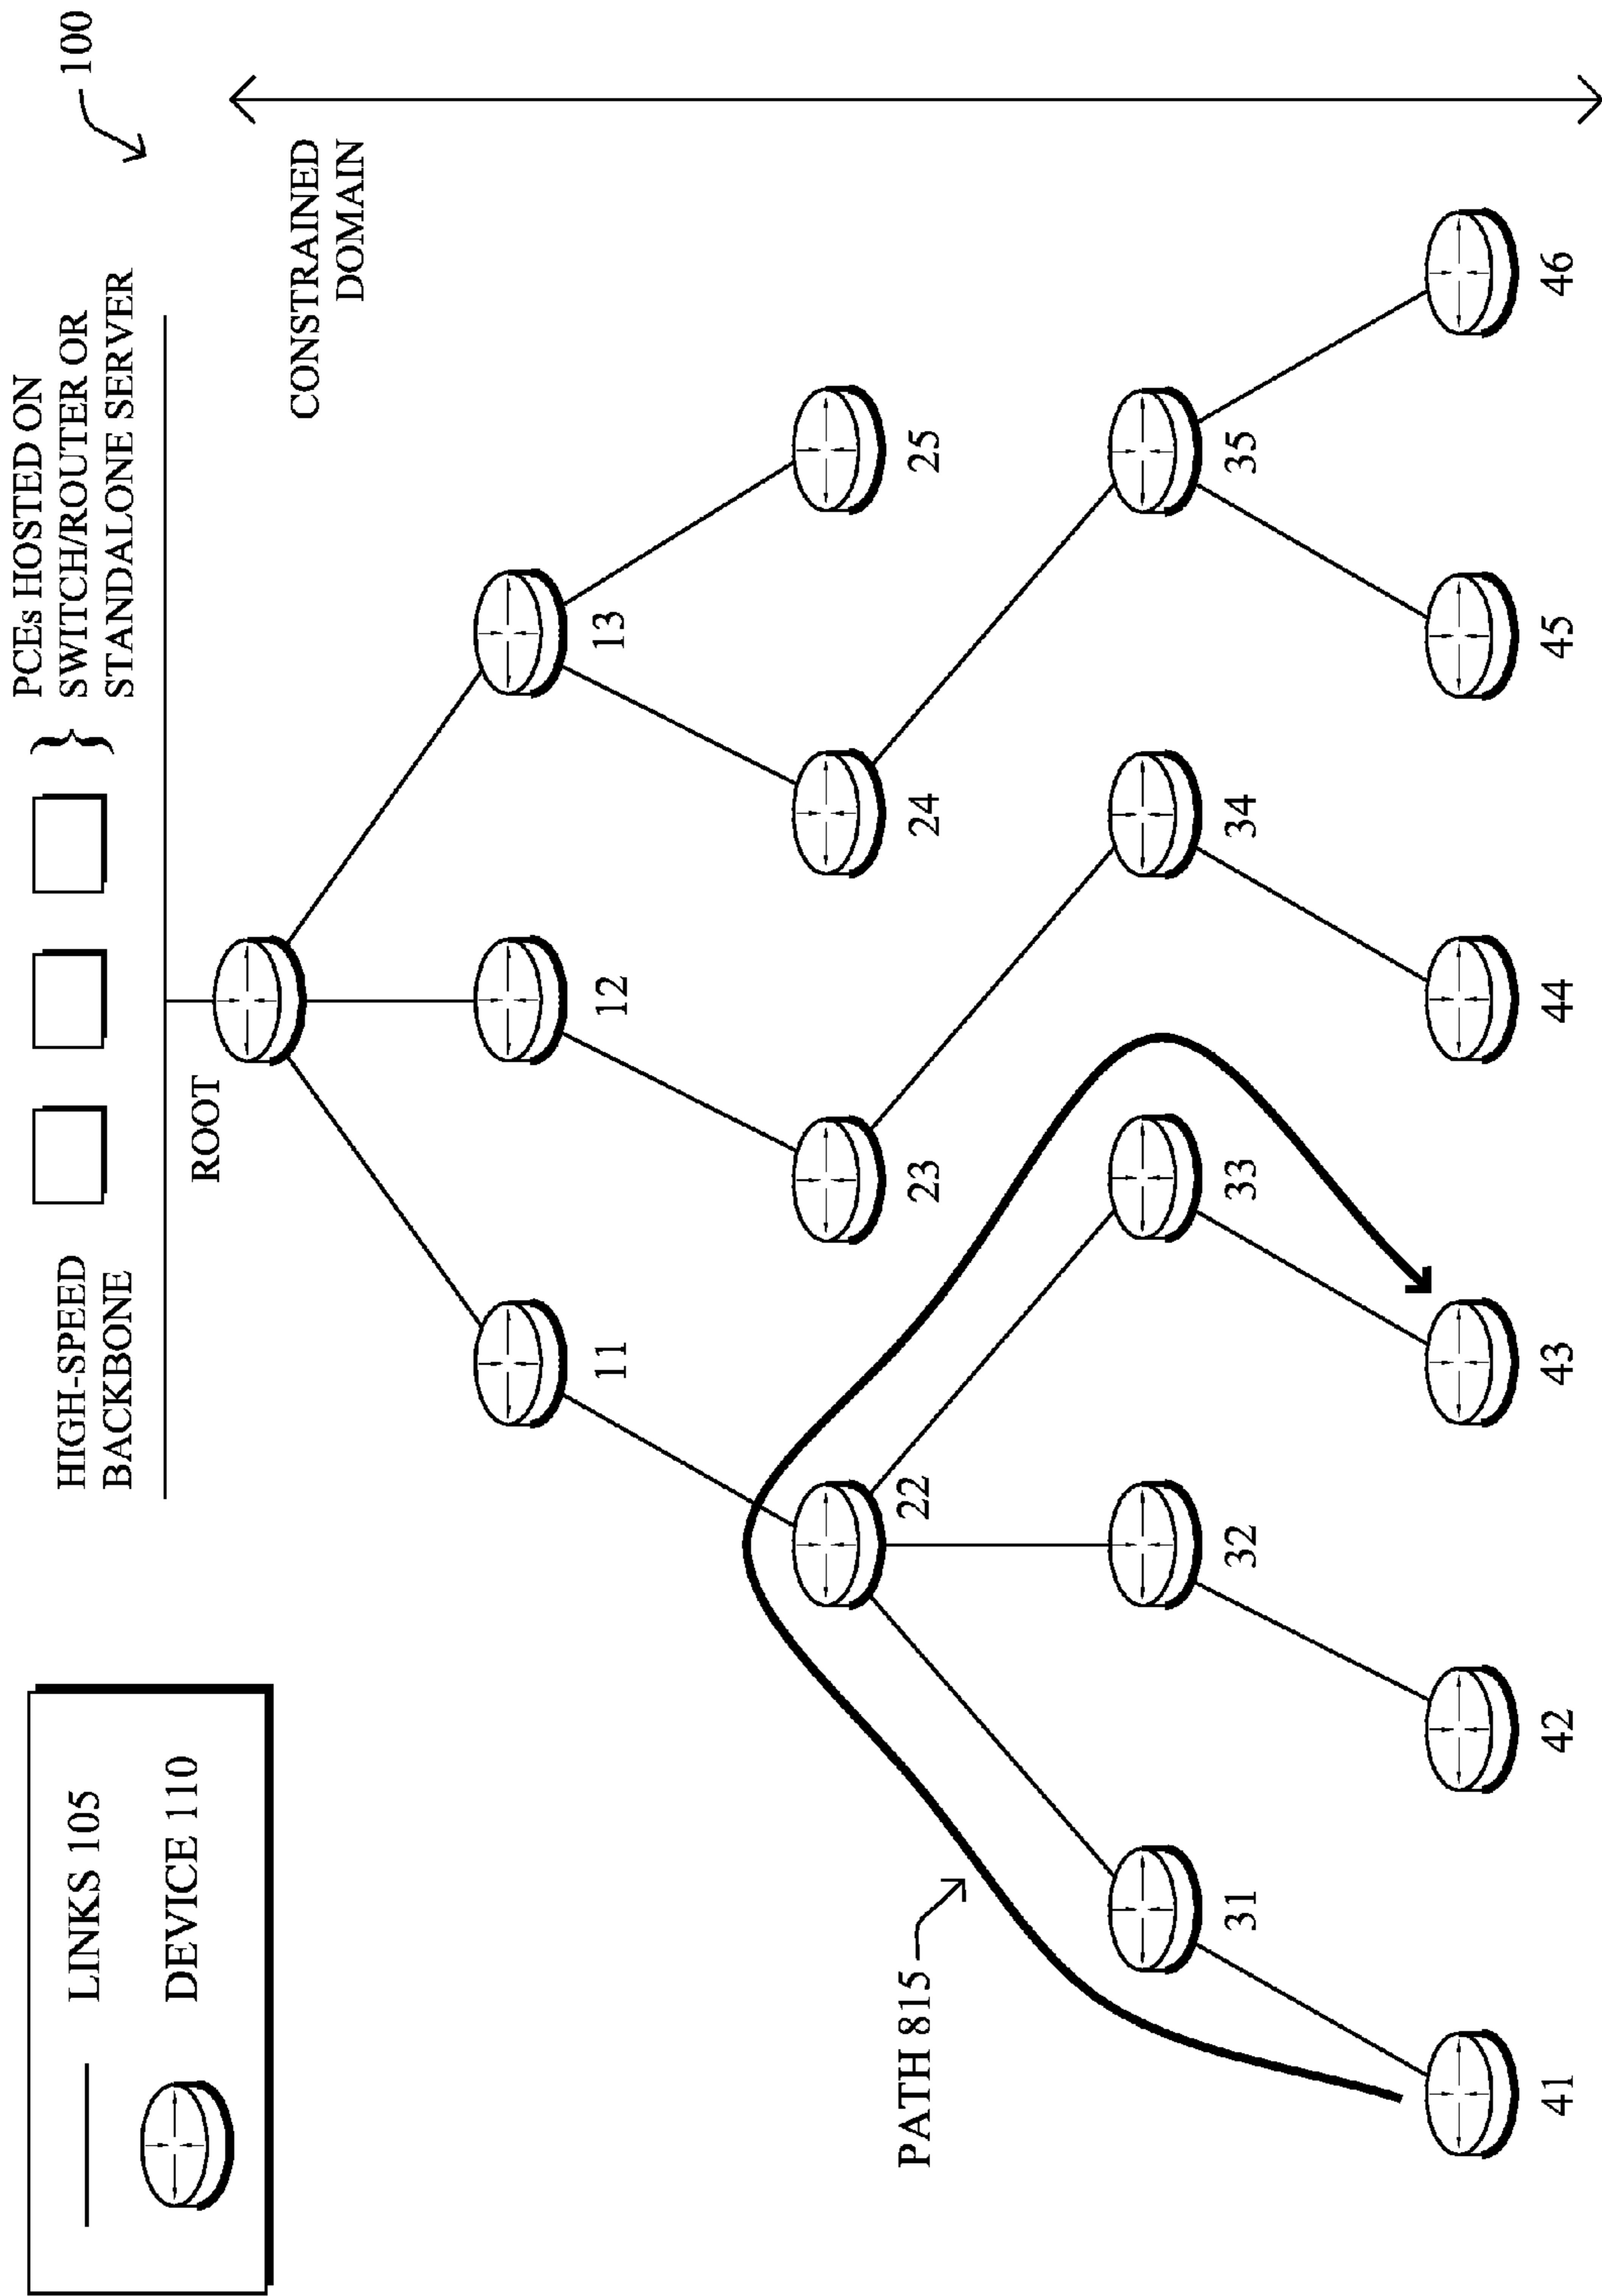 100
HIGH-SPEED
BACKBONE
PCEs HOSTED ON
SWITCH/ROUTER OR
STANDALONE SERVER
}
LINKS 105
DEVICE 110
ROOT
CONSTRAINED
DOMAIN
11
12
13
22
23
24
25
PATH 815
31
32
33
34
35
41
42
43
44
45
46